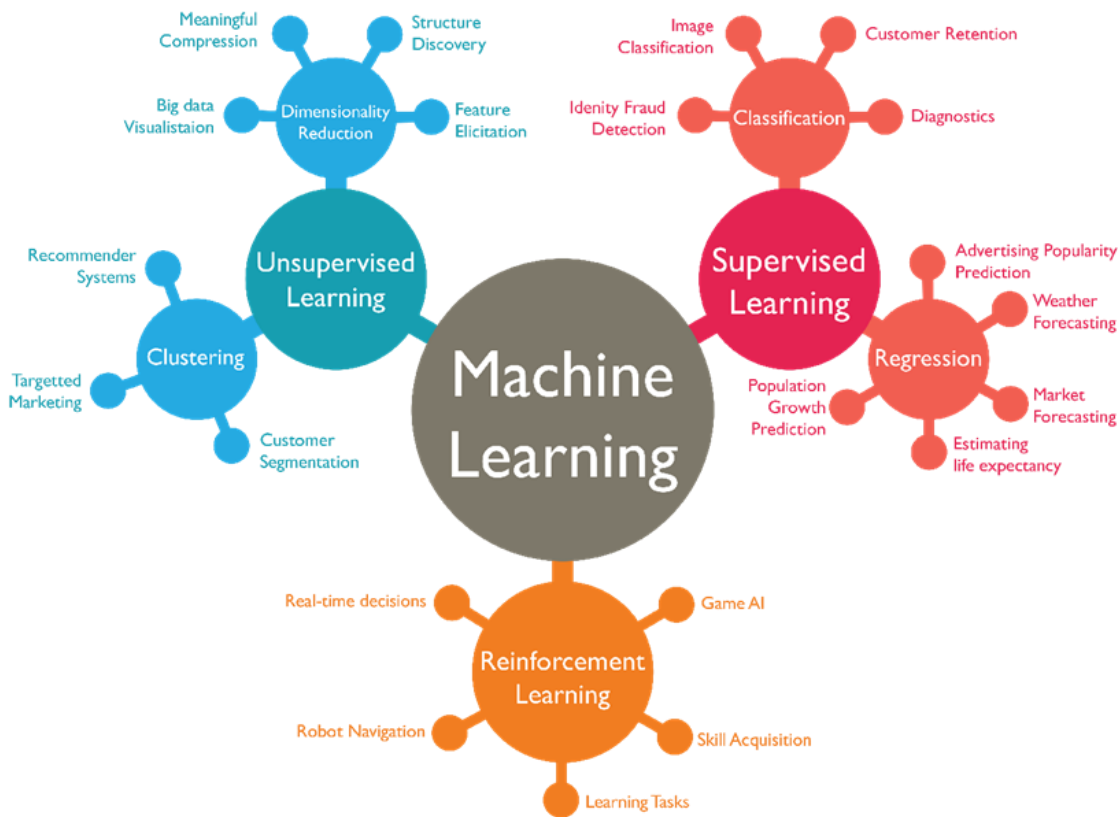 Meaningful
Compression
Structure
Discovery
Big data
Visualistaion
Dimensionality
Reduction
Feature
Elicitation
Image
Classification
Customer Retention
Idenity Fraud
Detection
Classification
Diagnostics
Recommender
Systems
Unsupervised
Learning
Clustering
Targetted
Marketing
Customer
Segmentation
Machine
Learning
Supervised
Learning
Advertising Popularity
Prediction
Weather
Forecasting
Regression
Population
Growth
Prediction
Market
Forecasting
Estimating
life expectancy
Real-time decisions
Game AI
Reinforcement
Learning
Robot Navigation
Skill Acquisition
Learning Tasks